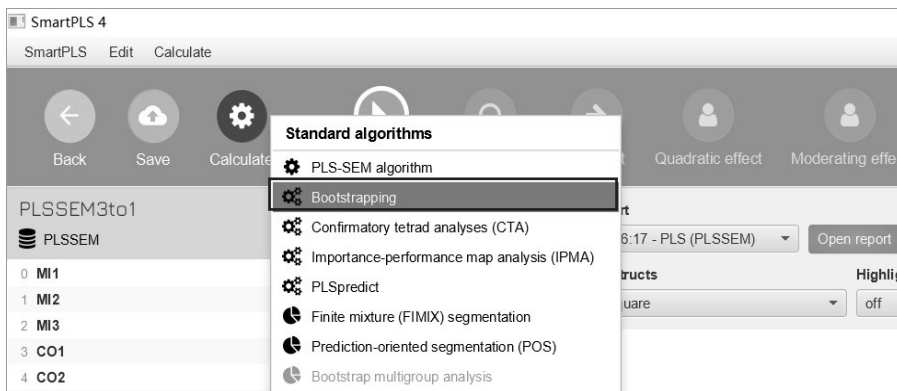 SmartPLS 4
SmartPLS Edit Calculate
Back Save Calculate Quadratic effect Moderating effe
Standard algorithms
PLS-SEM algorithm
Bootstrapping
Confirmatory tetrad analyses (CTA)
Importance-performance map analysis (IPMA)
PLSpredict
Finite mixture (FIMIX) segmentation
Prediction-oriented segmentation (POS)
Bootstrap multigroup analysis
PLSSEM3to1
PLSSEM
0 MI1
1 MI2
2 MI3
3 CO1
4 CO2
6:17 - PLS (PLSSEM) Open report
tructs Highli
uare off